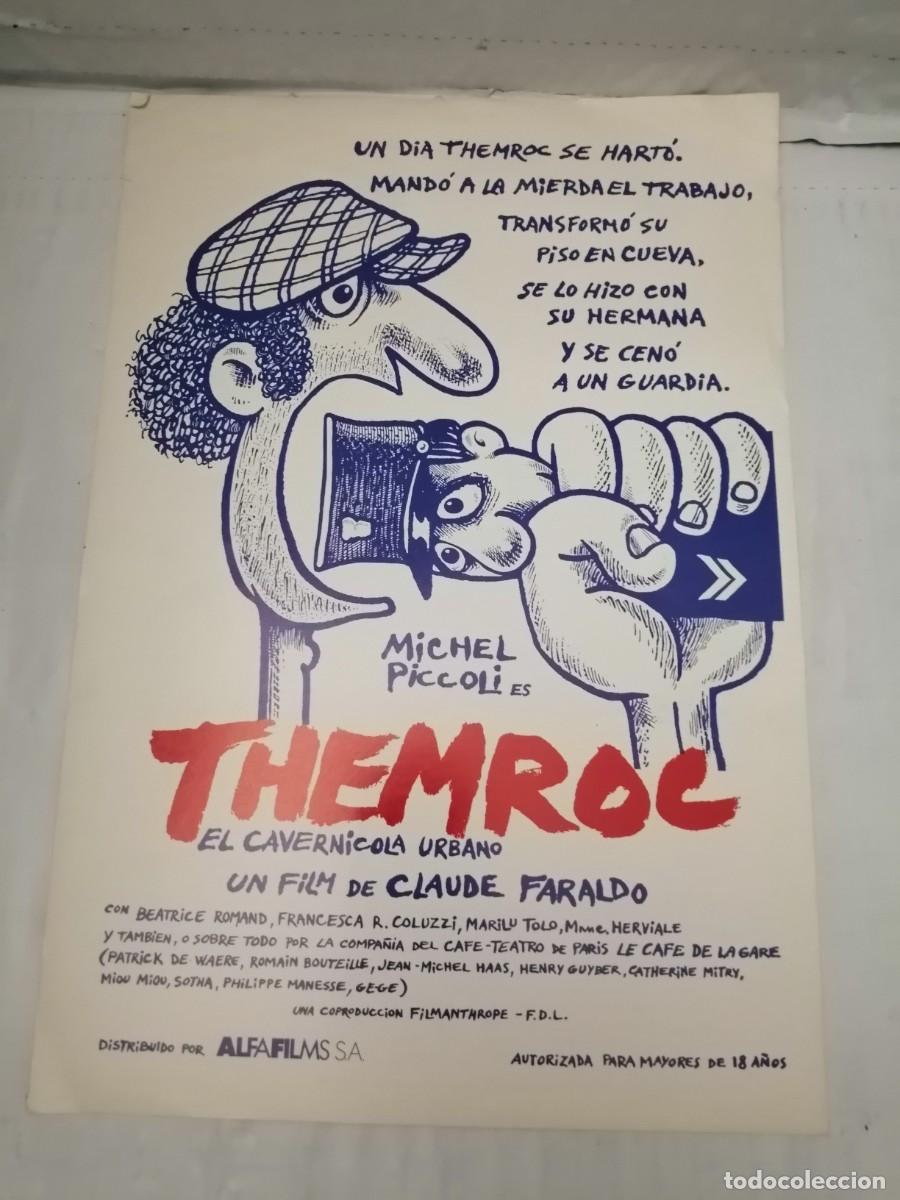 UN DIA THEMROC SE HARTÓ.
MANDÓ A LA MIERDA EL TRABAJO,
TRANSFORMÓ SU
PISO EN CUEVA,
SE LO HIZO CON
SU HERMANA
Y SE CENÓ
A UN GUARDIA.
MICHEL
PICCOLI ES
THEMROC
EL CAVERNICOLA URBANO
UN FILM DE CLAUDE FARALDO
CON BEATRICE ROMAND, FRANCESCA R. COLUZZI, MARILU TOLO, Mme, HERVIALE
Y TAMBIEN, O SOBRE TODO POR LA COMPAÑIA DEL CAFE-TEATRO DE PARIS LE CAFE DE LA GARE
(PATRICK DE WAERE, ROMAIN BOUTEILLE, JEAN-MICHEL HAAS, HENRY GUYBER, CATHERINE MITRY,
MIOU MIOU, SOTHA, PHILIPPE MANESSE, GEGE)
UNA COPRODUCCION FILMANTHROPE - F.D.L.
DISTRIBUIDO POR ALFAFILMS S.A.
AUTORIZADA PARA MAYORES DE 18 AÑOS
todocoleccion